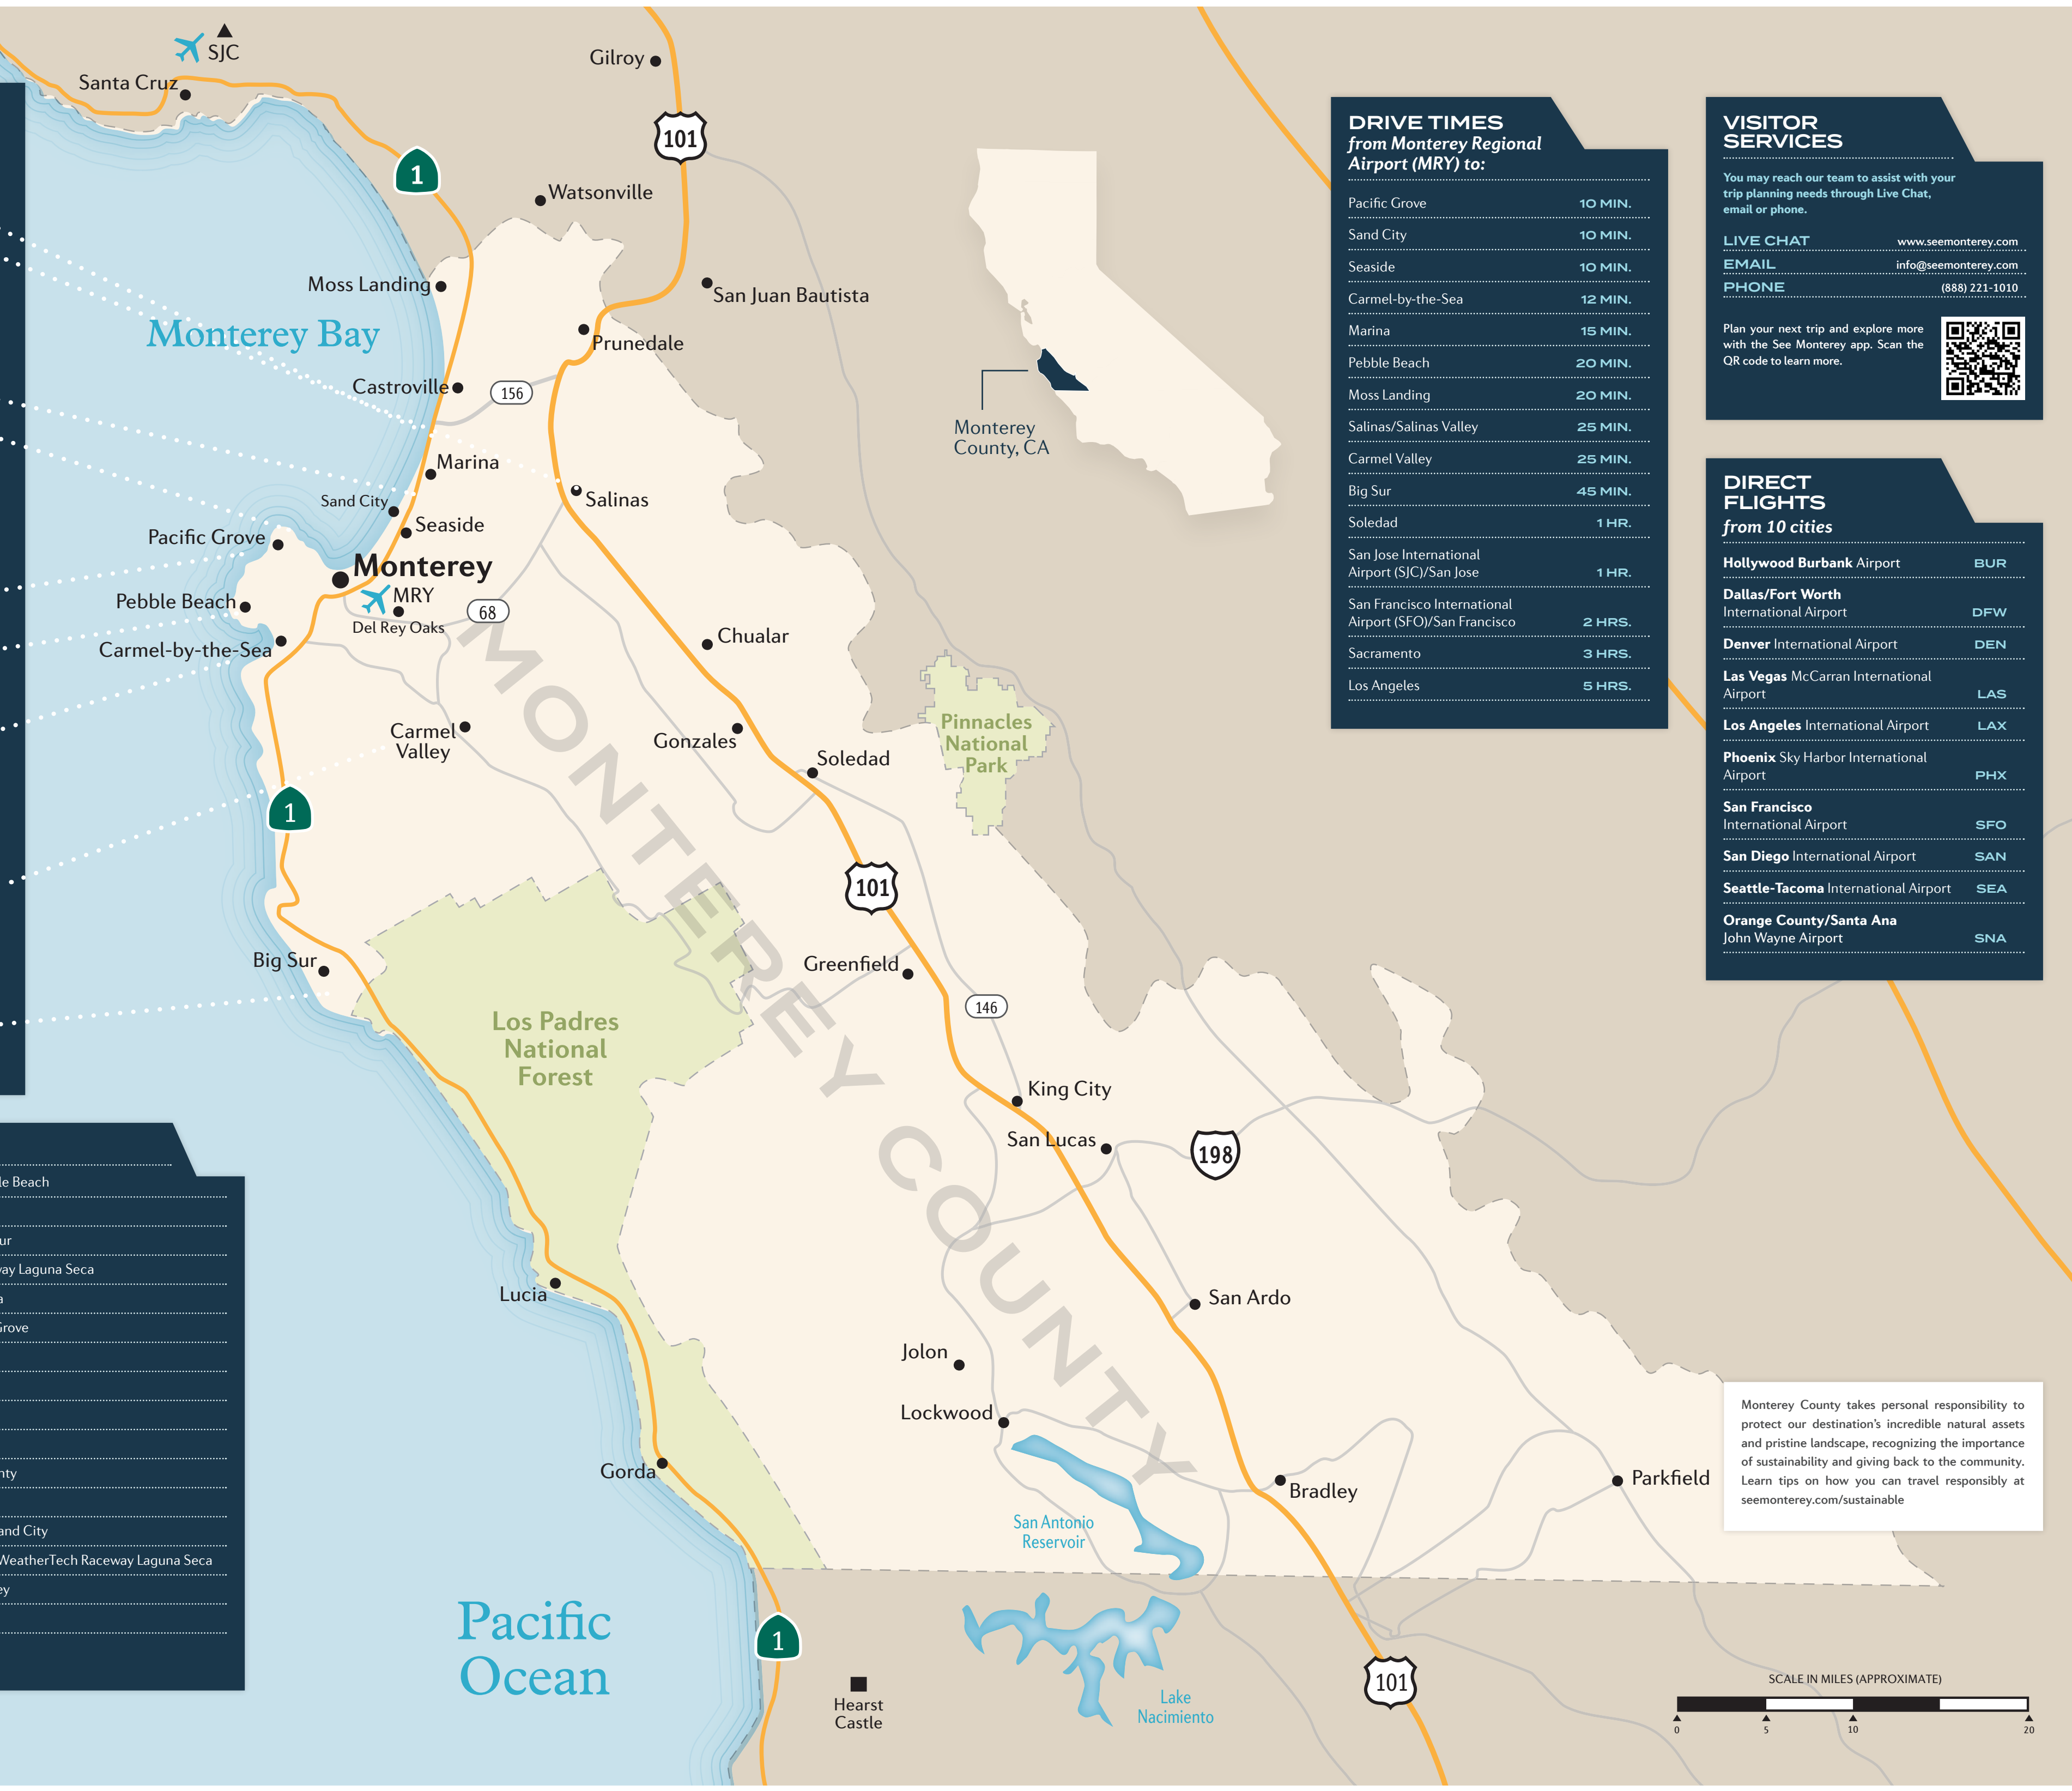 SJC
Santa Cruz
Gilroy
101
1
Watsonville
Moss Landing
San Juan Bautista
Monterey Bay
Prunedale
Castroville
156
Marina
Sand City
Salinas
Seaside
Pacific Grove
Monterey
MRY
Pebble Beach
68
Del Rey Oaks
Carmel-by-the-Sea
Chualar
Carmel
Valley
Gonzales
Soledad
Pinnacles
National
Park
1
101
MONTEREY COUNTY
Big Sur
Greenfield
146
Los Padres
National
Forest
King City
San Lucas
198
Lucia
San Ardo
Jolon
Lockwood
Gorda
Bradley
Parkfield
San Antonio
Reservoir
Pacific
Ocean
1
Hearst
Castle
Lake
Nacimiento
101
Monterey
County, CA
DRIVE TIMES
from Monterey Regional
Airport (MRY) to:
Pacific Grove 10 MIN.
Sand City 10 MIN.
Seaside 10 MIN.
Carmel-by-the-Sea 12 MIN.
Marina 15 MIN.
Pebble Beach 20 MIN.
Moss Landing 20 MIN.
Salinas/Salinas Valley 25 MIN.
Carmel Valley 25 MIN.
Big Sur 45 MIN.
Soledad 1 HR.
San Jose International
Airport (SJC)/San Jose 1 HR.
San Francisco International
Airport (SFO)/San Francisco 2 HRS.
Sacramento 3 HRS.
Los Angeles 5 HRS.
VISITOR
SERVICES
You may reach our team to assist with your
trip planning needs through Live Chat,
email or phone.
LIVE CHAT www.seemonterey.com
EMAIL info@seemonterey.com
PHONE (888) 221-1010
Plan your next trip and explore more
with the See Monterey app. Scan the
QR code to learn more.
DIRECT
FLIGHTS
from 10 cities
Hollywood Burbank Airport BUR
Dallas/Fort Worth
International Airport DFW
Denver International Airport DEN
Las Vegas McCarran International
Airport LAS
Los Angeles International Airport LAX
Phoenix Sky Harbor International
Airport PHX
San Francisco
International Airport SFO
San Diego International Airport SAN
Seattle-Tacoma International Airport SEA
Orange County/Santa Ana
John Wayne Airport SNA
Monterey County takes personal responsibility to
protect our destination's incredible natural assets
and pristine landscape, recognizing the importance
of sustainability and giving back to the community.
Learn tips on how you can travel responsibly at
seemonterey.com/sustainable
SCALE IN MILES (APPROXIMATE)
0 5 10 20
le Beach
ur
ay Laguna Seca
a
Grove
nty
and City
WeatherTech Raceway Laguna Seca
ey